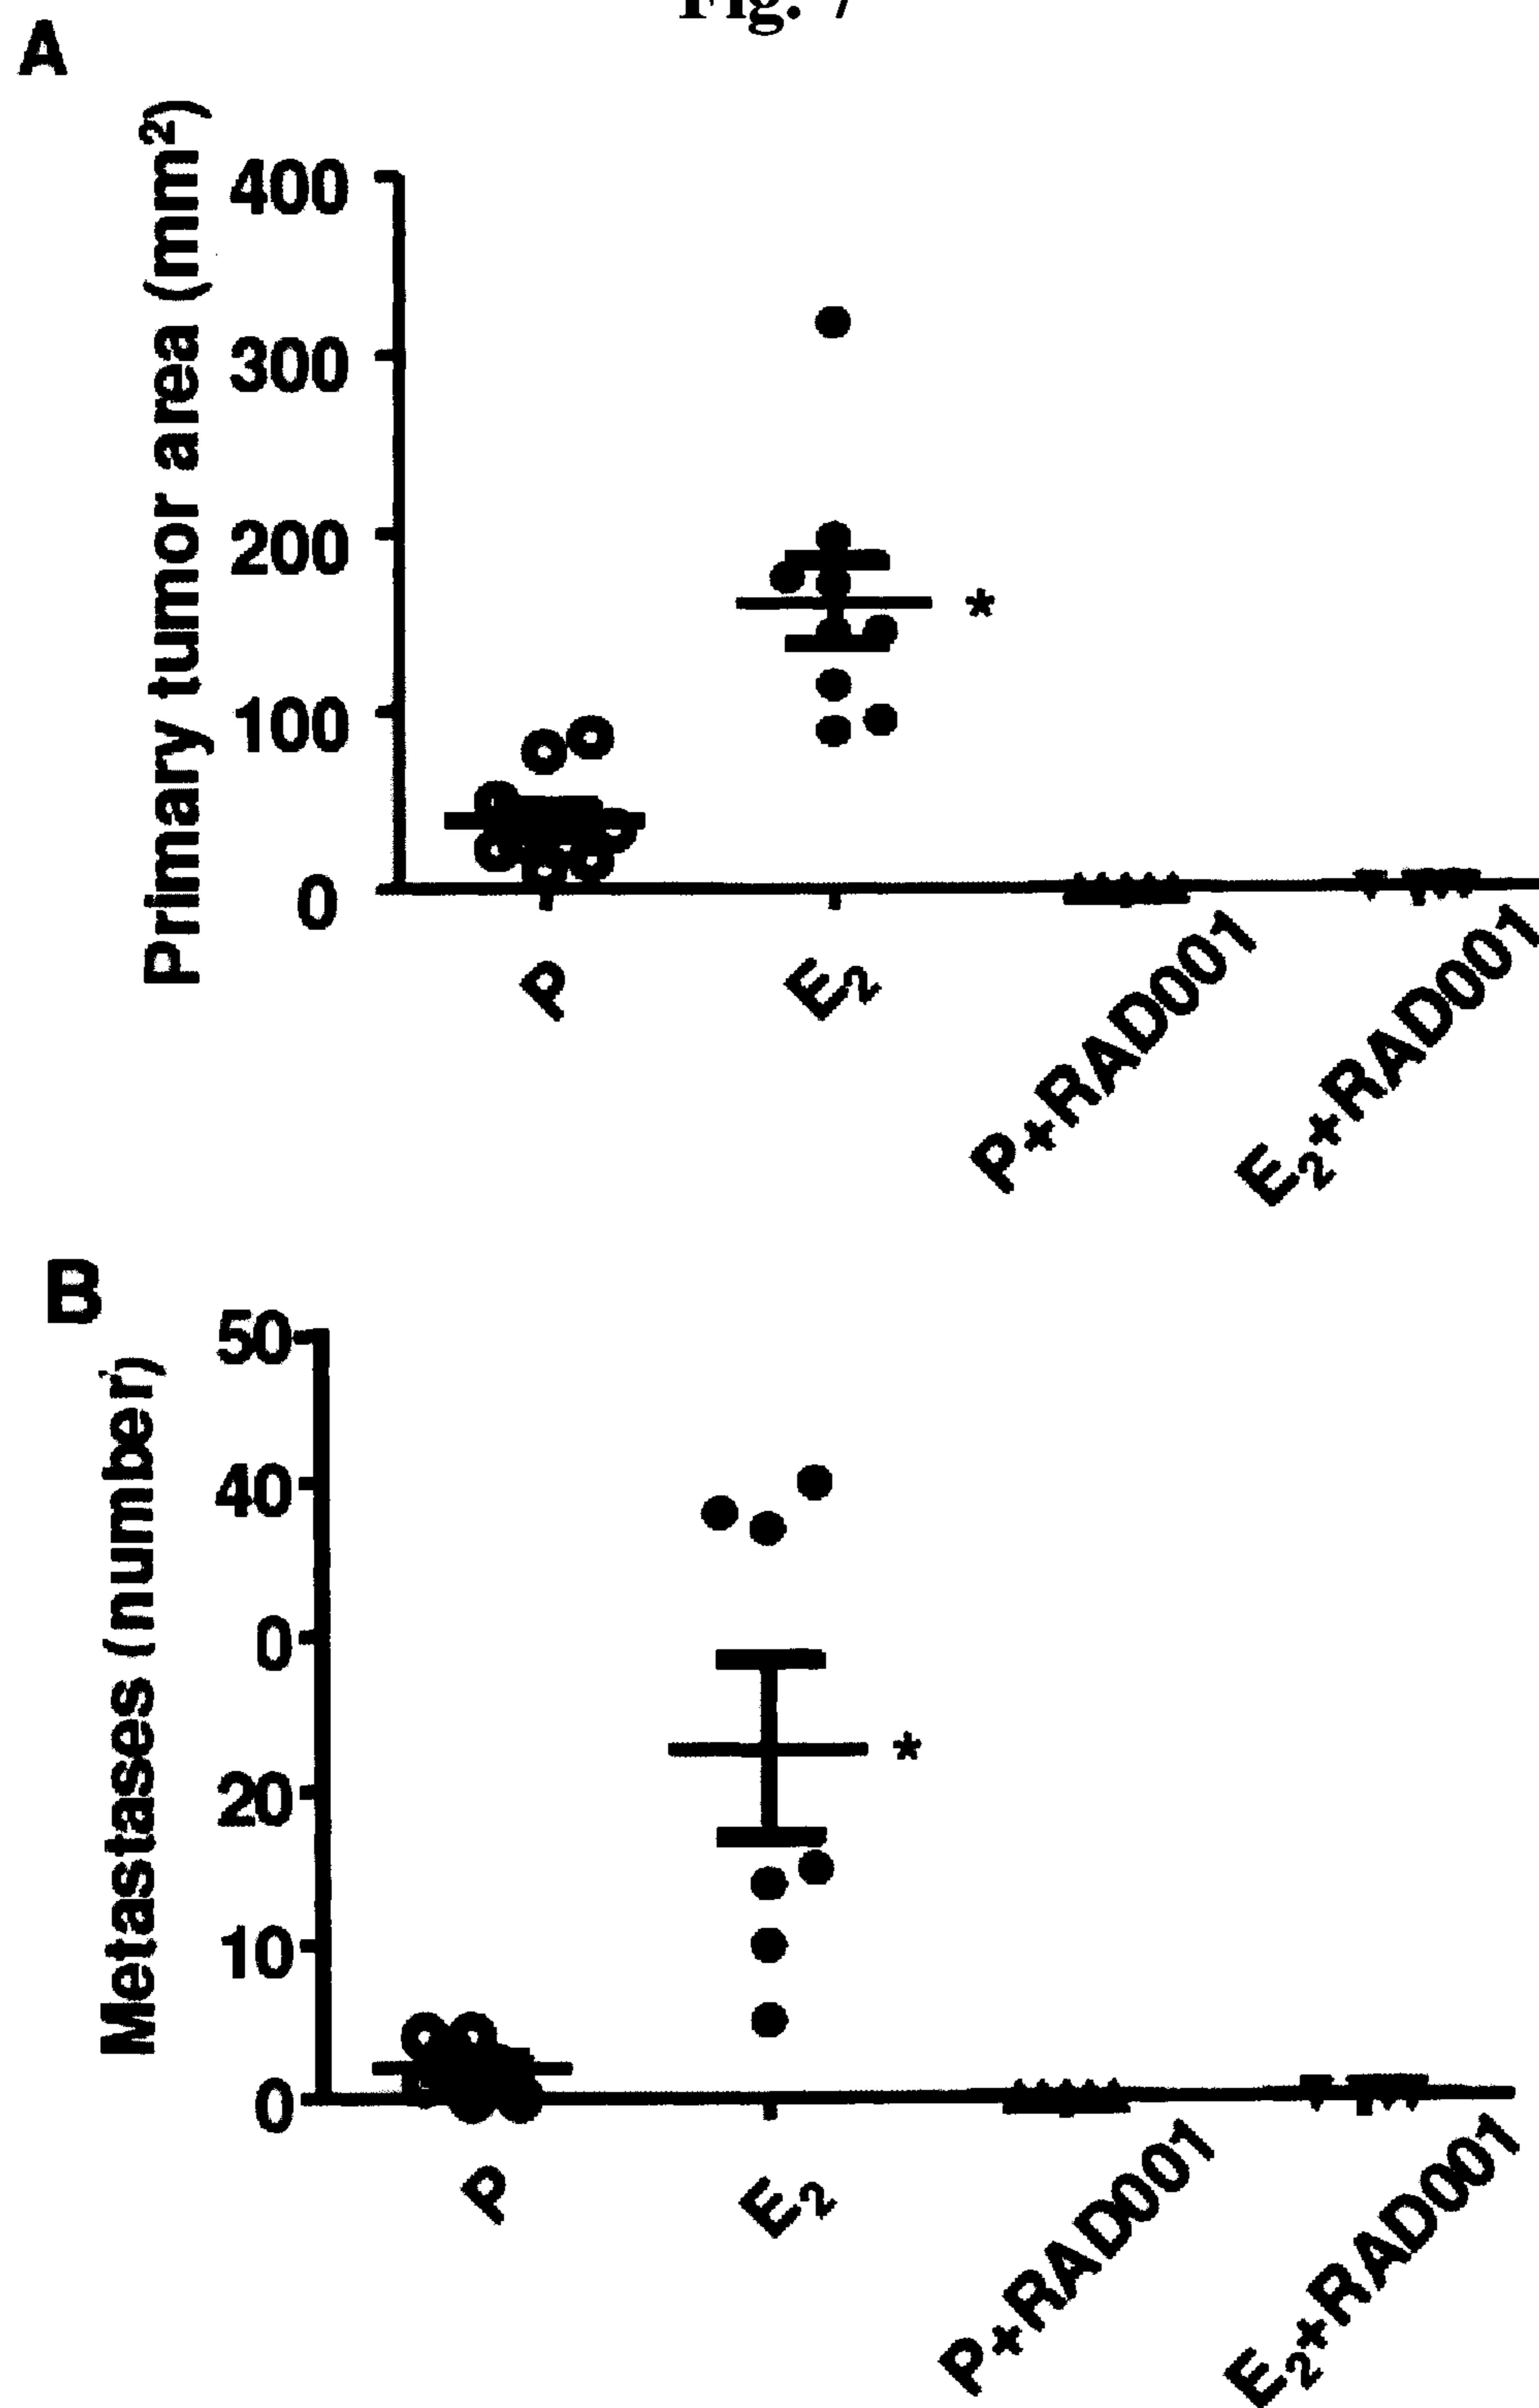 Fig. 7
A
Primary tumor area (mm²)
400
300
200
100
0
P
E₂
*
P×RAD001
E₂×RAD001
B
Metastases (number)
50
40
0
20
10
0
*
P
E₂
P×RAD001
E₂×RAD001